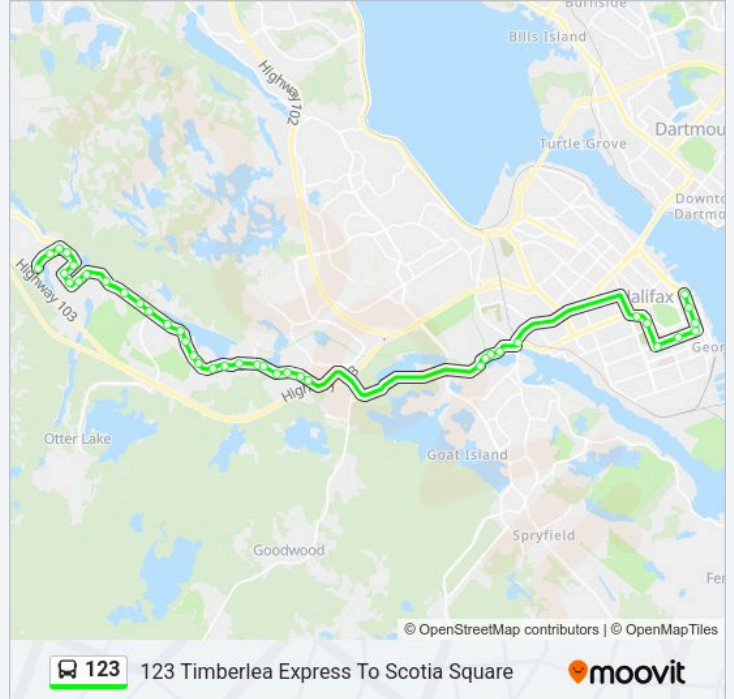 Burnside
Bills Island
Highway 102
Turtle Grove
Dartmou
Downto
Dartmo
Highway 103
Halifax
Geor
Otter Lake
Goat Island
Goodwood
Spryfield
Fer
© OpenStreetMap contributors | © OpenMapTiles
123 123 Timberlea Express To Scotia Square moovit